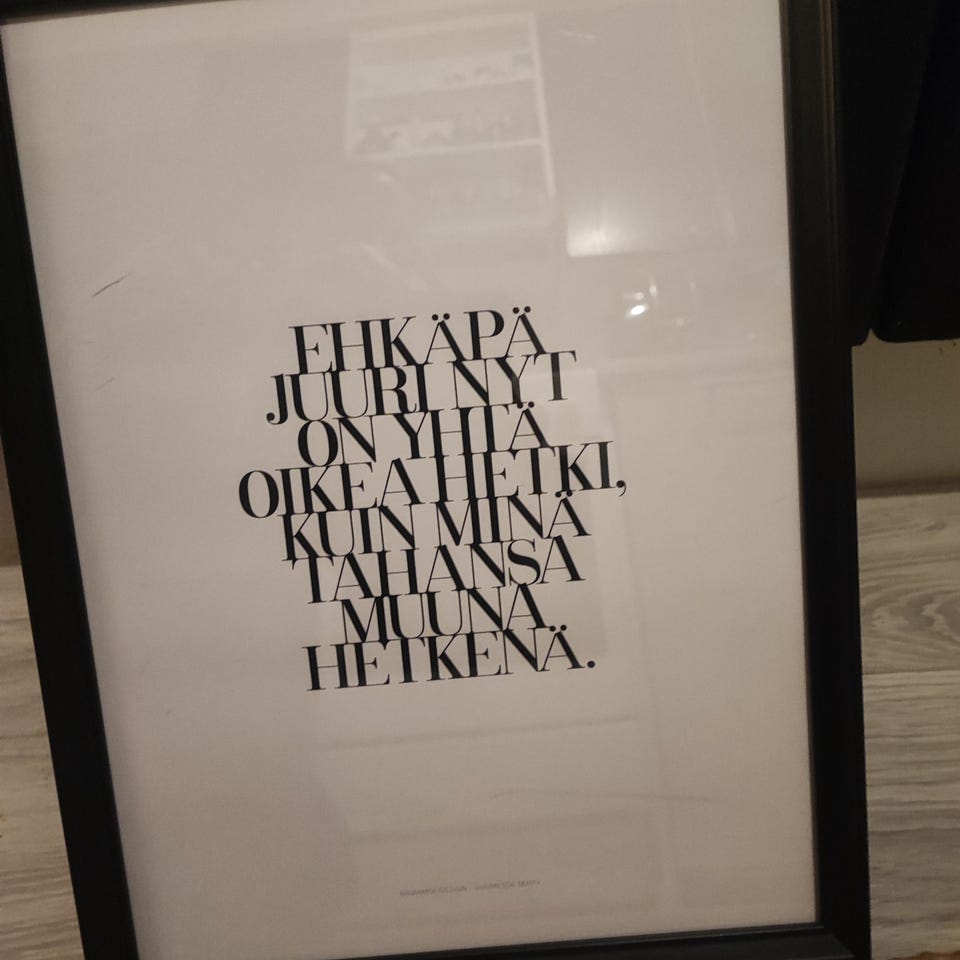 EHKÄPÄ
JUURI NYT
ON YHTÄ
OIKEA HETKI,
KUIN MINÄ
TAHANSA
MUUNA
HETKENÄ.